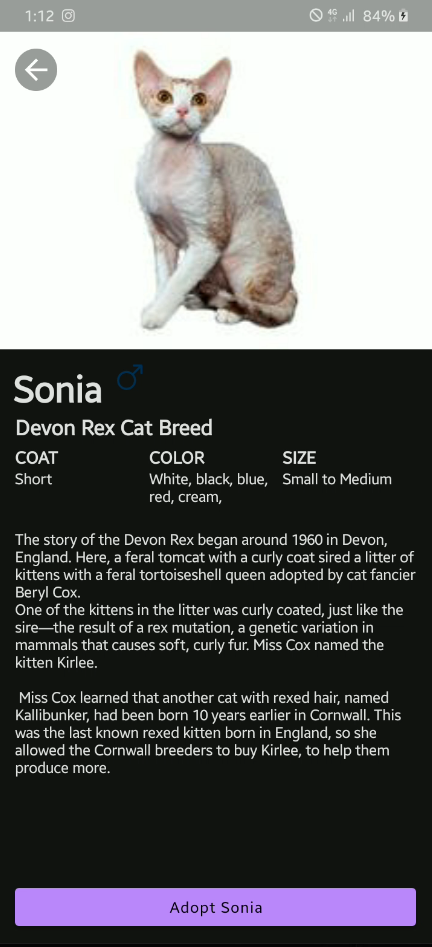 1:12
4G
84%
Sonia
Devon Rex Cat Breed
COAT COLOR SIZE
Short White, black, blue, Small to Medium
red, cream,
The story of the Devon Rex began around 1960 in Devon,
England. Here, a feral tomcat with a curly coat sired a litter of
kittens with a feral tortoiseshell queen adopted by cat fancier
Beryl Cox.
One of the kittens in the litter was curly coated, just like the
sire—the result of a rex mutation, a genetic variation in
mammals that causes soft, curly fur. Miss Cox named the
kitten Kirlee.
Miss Cox learned that another cat with rexed hair, named
Kallibunker, had been born 10 years earlier in Cornwall. This
was the last known rexed kitten born in England, so she
allowed the Cornwall breeders to buy Kirlee, to help them
produce more.
Adopt Sonia